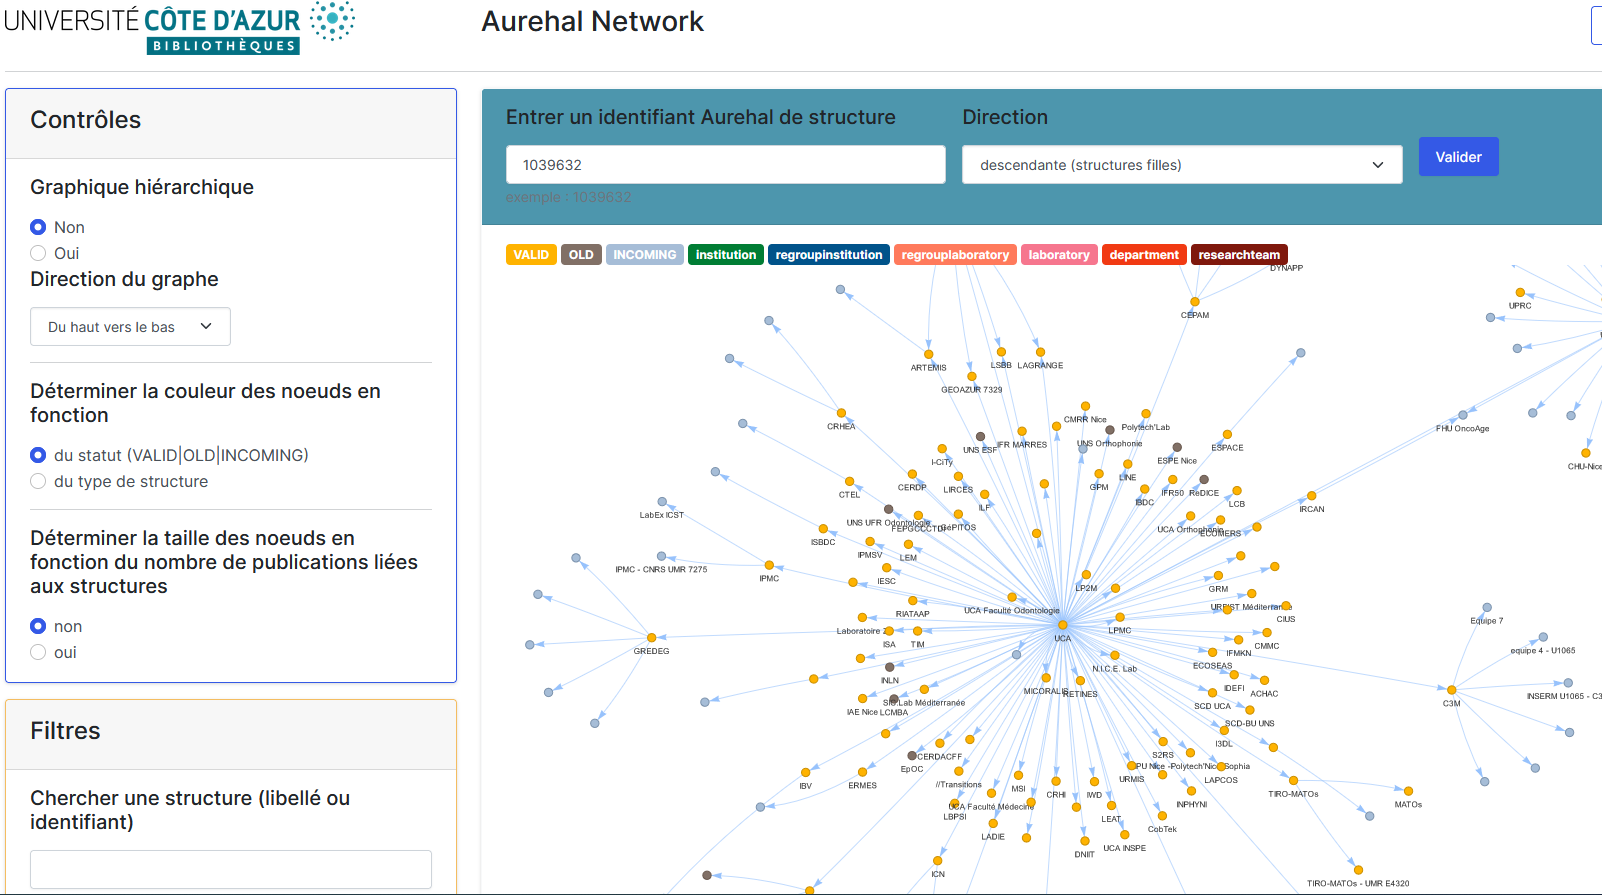 UNIVERSITÉ CÔTE D'AZUR
BIBLIOTHÈQUES
Aurehal Network
Contrôles
Graphique hiérarchique
Non
Oui
Direction du graphe
Du haut vers le bas
Déterminer la couleur des noeuds en
fonction
du statut (VALID|OLD|INCOMING)
du type de structure
Déterminer la taille des noeuds en
fonction du nombre de publications liées
aux structures
non
oui
Filtres
Chercher une structure (libellé ou
identifiant)
Entrer un identifiant Aurehal de structure
Direction
1039632
descendante (structures filles)
Valider
exemple : 1039632
VALID OLD INCOMING institution regroupinstitution regrouplaboratory laboratory department researchteam
DYNAPP
UPRC
CEPAM
ARTEMIS
LSBB
LAGRANGE
GEOAZUR 7329
CRHEA
CMRR Nice
Polytech'Lab
FHU OncoAge
UNS ESF
IFR MARRES
UNS Orthophonie
ESPACE
I-CiTy
ESPE Nice
CHU-Nice
CTEL
CERDP
LIRCES
GPM
LINE
IBDC
IFR50
ReDICE
LCB
IRCAN
LabEx ICST
ILF
UNS UFR Odontologie
FEPGCCCTDI
GéPITOS
UCA Orthophonie
ECOMERS
ISBDC
IPMSV
LEM
IPMC - CNRS UMR 7275
IPMC
IESC
LP2M
GRM
RIATAAP
UCA Faculté Odontologie
URFIST Méditerranée
CIUS
Equipe 7
Laboratoire
LPMC
UCA
ISA
TIM
GREDEG
IFMKN
CMMC
equipe 4 - U1065
ECOSEAS
N.I.C.E. Lab
INLN
MICORALIS
RETINES
IDEFI
ACHAC
INSERM U1065 - C3
C3M
SIC.Lab Méditerranée
IAE Nice
LCMBA
SCD UCA
SCD-BU UNS
I3DL
CERDACFF
EpOC
S2RS
PU Nice -Polytech'Nice Sophia
URMIS
LAPCOS
IBV
ERMES
//Transitions
MSI
CRHI
IWD
TIRO-MATOs
MATOs
UCA Faculté Médecine
INPHYNI
LBPSI
LEAT
CobTek
LADIE
DNIIT
UCA INSPE
ICN
TIRO-MATOs - UMR E4320